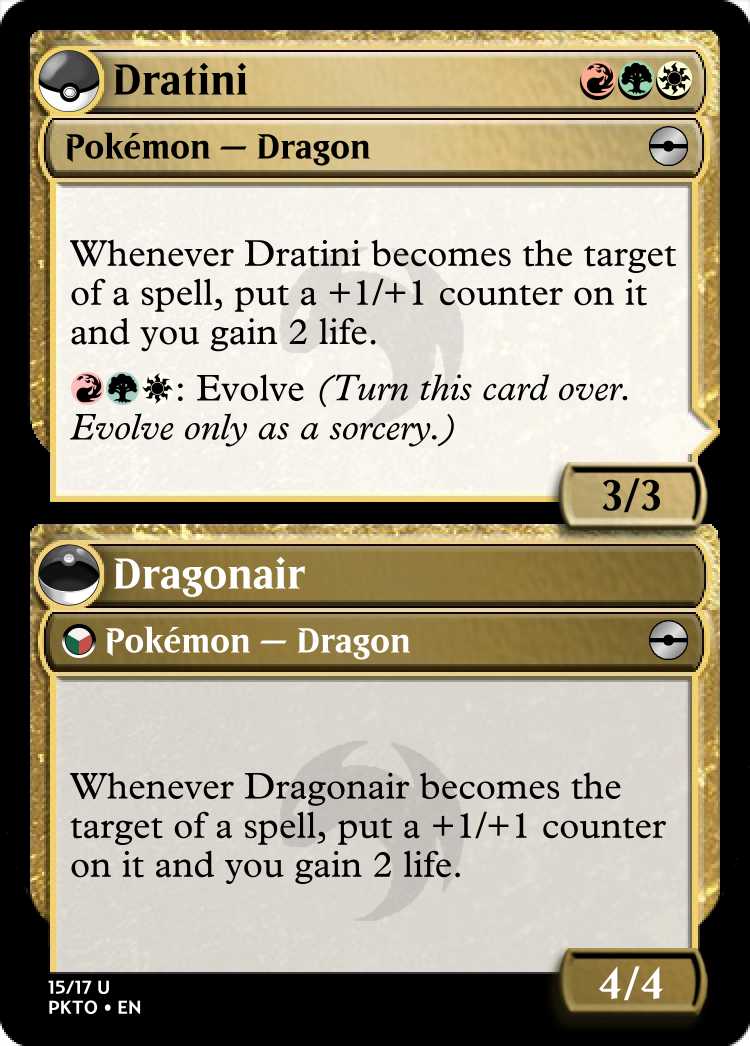 Dratini
Pokémon — Dragon
Whenever Dratini becomes the target
of a spell, put a +1/+1 counter on it
and you gain 2 life.
: Evolve (Turn this card over.
Evolve only as a sorcery.)
3/3
Dragonair
Pokémon — Dragon
Whenever Dragonair becomes the
target of a spell, put a +1/+1 counter
on it and you gain 2 life.
4/4
15/17 U
PKTO • EN